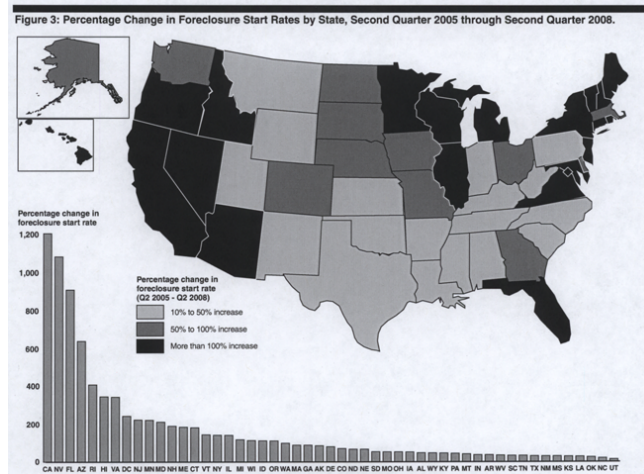 Figure 3: Percentage Change in Foreclosure Start Rates by State, Second Quarter 2005 through Second Quarter 2008.
Percentage change in
foreclosure start rate
1,200
1,000
800
600
400
200
0
Percentage change in
foreclosure start rate
(Q2 2005 - Q2 2008)
10% to 50% increase
50% to 100% increase
More than 100% increase
CA NV FL AZ RI HI VA DC NJ MN MD NH ME CT VT NY IL MI WI ID OR WA MA GA AK DE CO ND NE SD MO OH IA AL WY KY PA MT IN AR WV SC TN TX NM MS KS LA OK NC UT